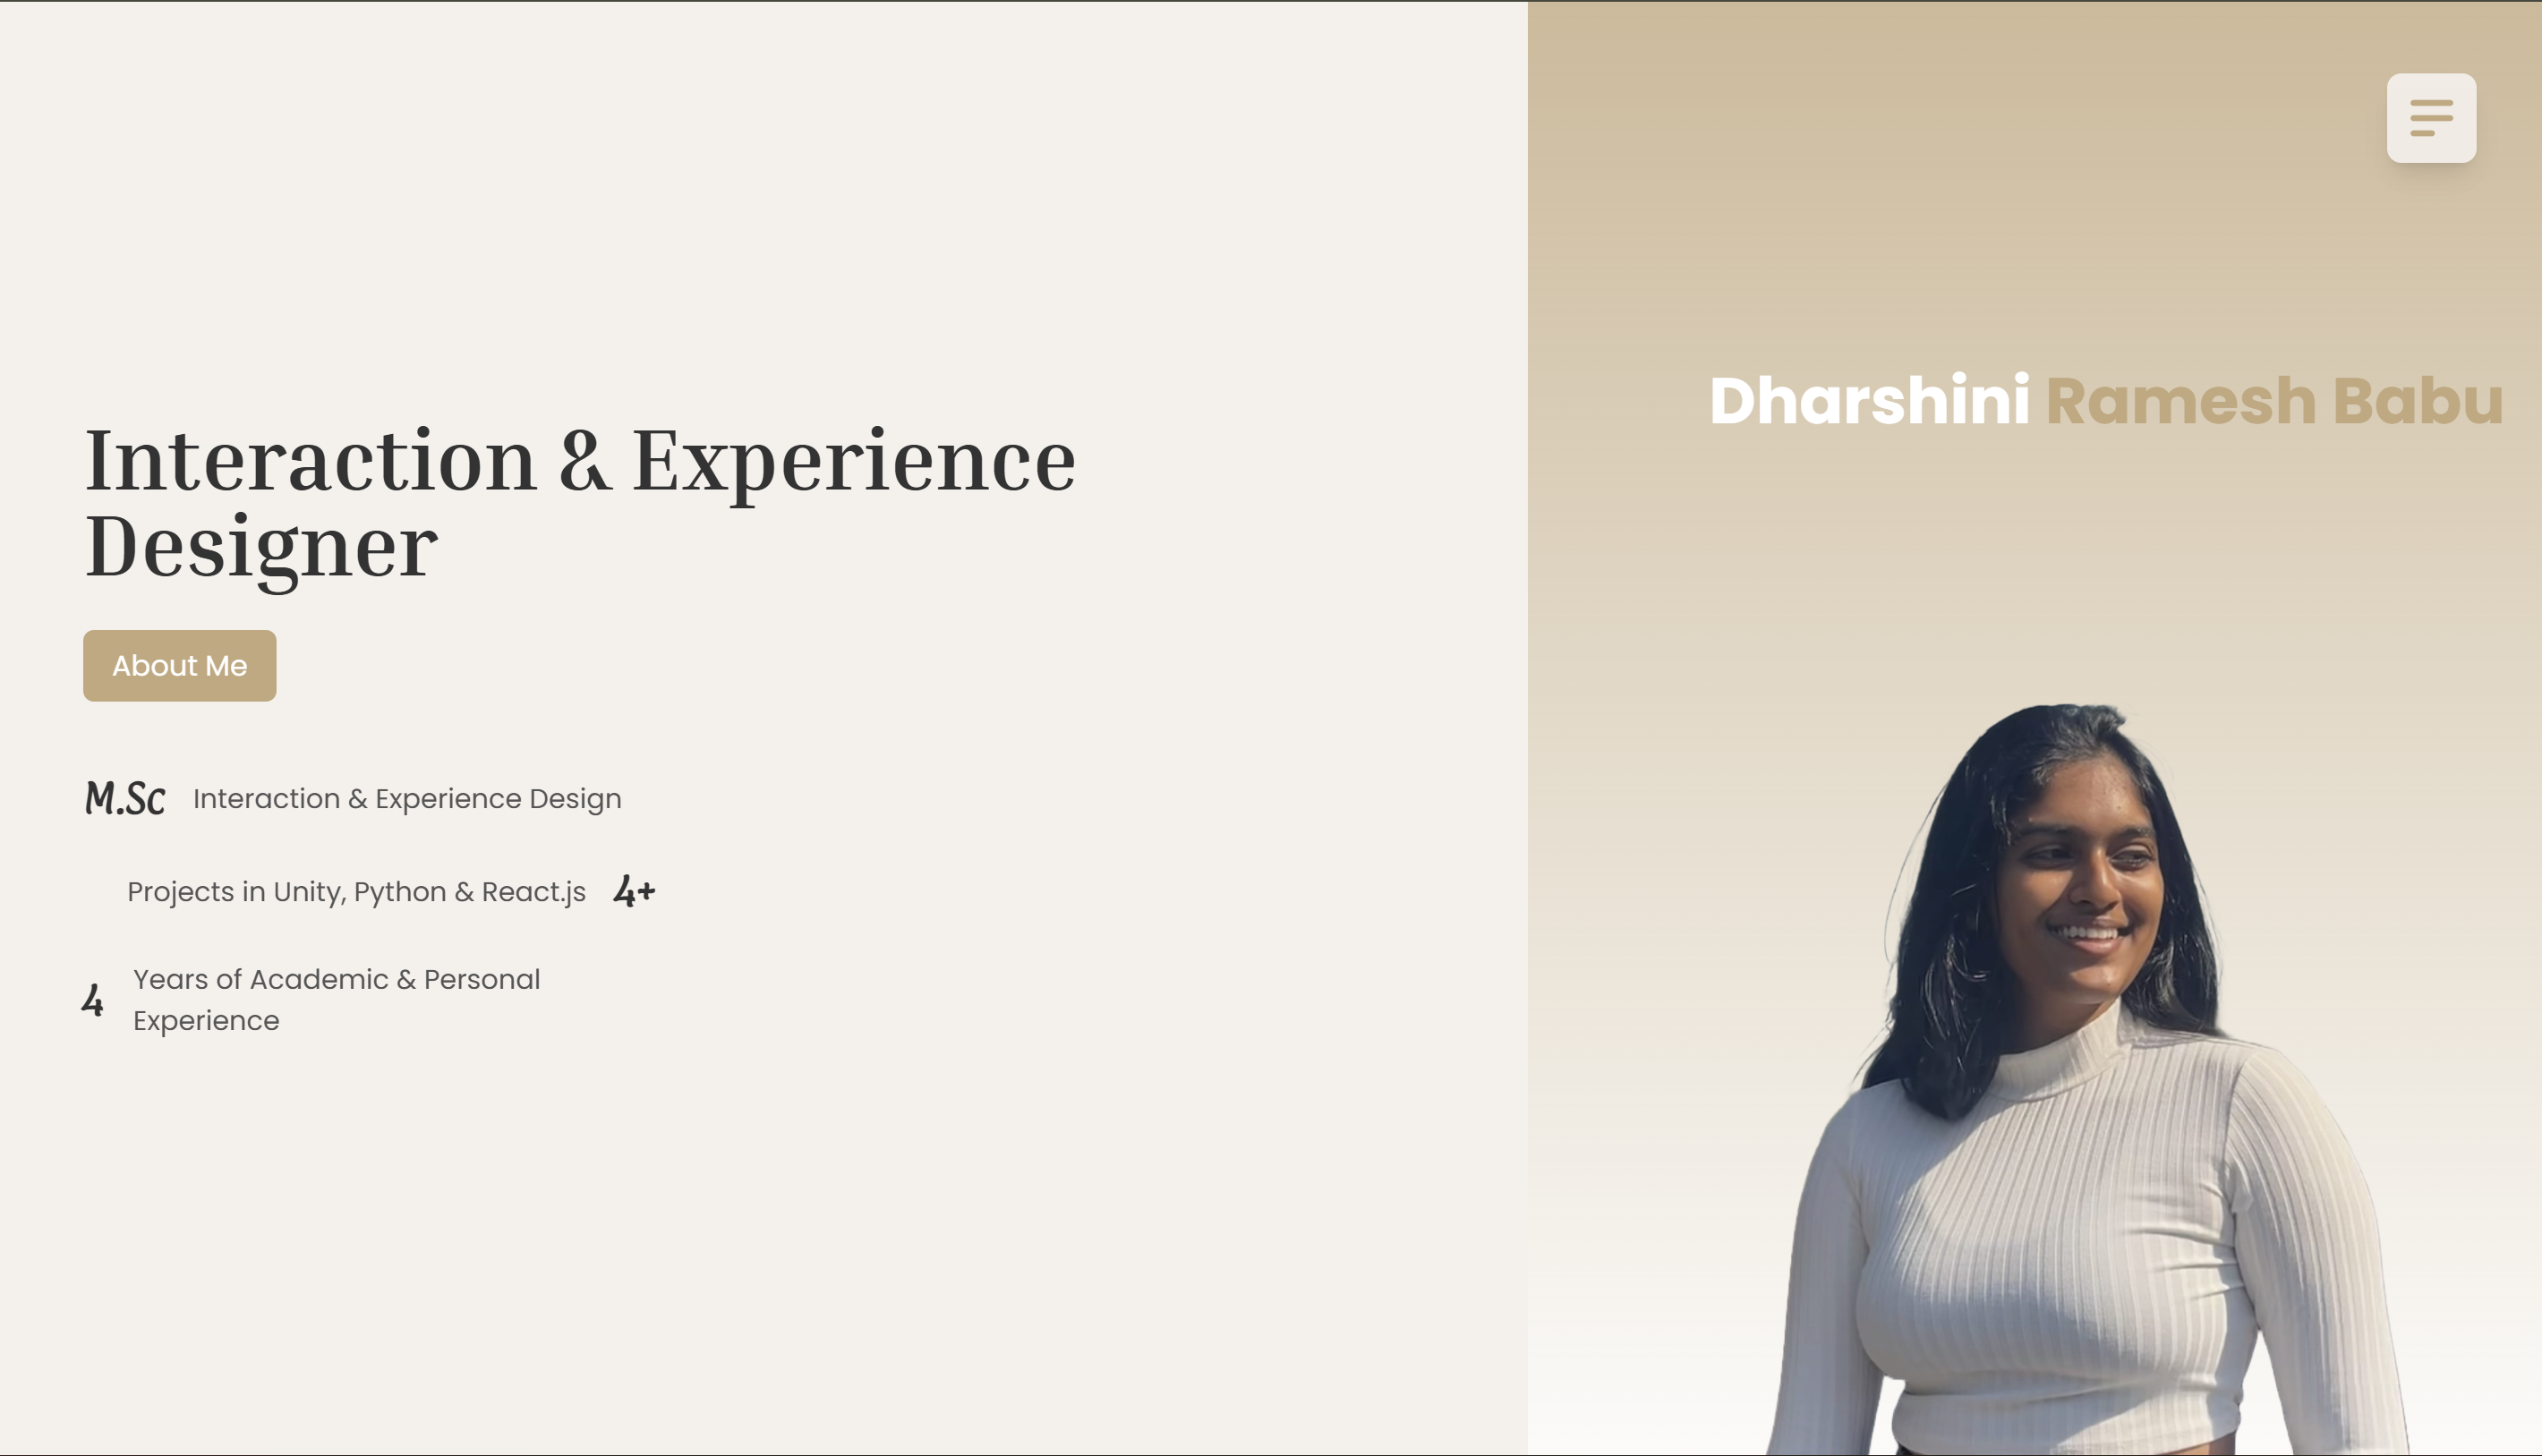 Interaction & Experience
Designer
About Me
M.Sc Interaction & Experience Design
Projects in Unity, Python & React.js 4+
4 Years of Academic & Personal
Experience
Dharshini Ramesh Babu